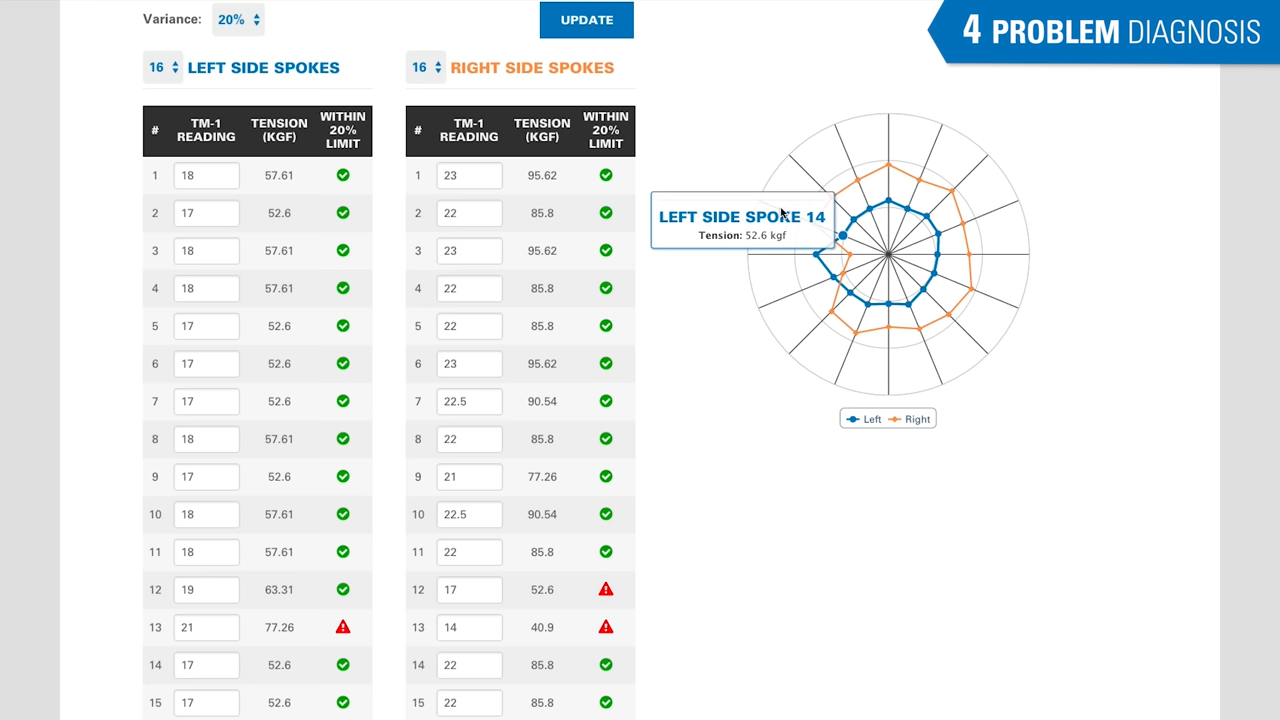 Variance: 20% UPDATE
4 PROBLEM DIAGNOSIS
16 LEFT SIDE SPOKES
# TM-1 READING TENSION (KGF) WITHIN 20% LIMIT
1 18 57.61
2 17 52.6
3 18 57.61
4 18 57.61
5 17 52.6
6 17 52.6
7 17 52.6
8 18 57.61
9 17 52.6
10 18 57.61
11 18 57.61
12 19 63.31
13 21 77.26
14 17 52.6
15 17 52.6
16 RIGHT SIDE SPOKES
# TM-1 READING TENSION (KGF) WITHIN 20% LIMIT
1 23 95.62
2 22 85.8
3 23 95.62
4 22 85.8
5 22 85.8
6 23 95.62
7 22.5 90.54
8 22 85.8
9 21 77.26
10 22.5 90.54
11 22 85.8
12 17 52.6
13 14 40.9
14 22 85.8
15 22 85.8
LEFT SIDE SPOKE 14
Tension: 52.6 kgf
Left Right